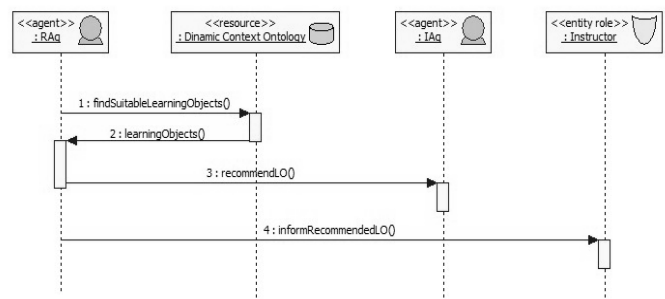 <<agent>>
: RAg
<<resource>>
: Dinamic Context Ontology
<<agent>>
: IAg
<<entity role>>
: Instructor
1 : findSuitableLearningObjects()
2 : learningObjects()
3 : recommendLO()
4 : informRecommendedLO()